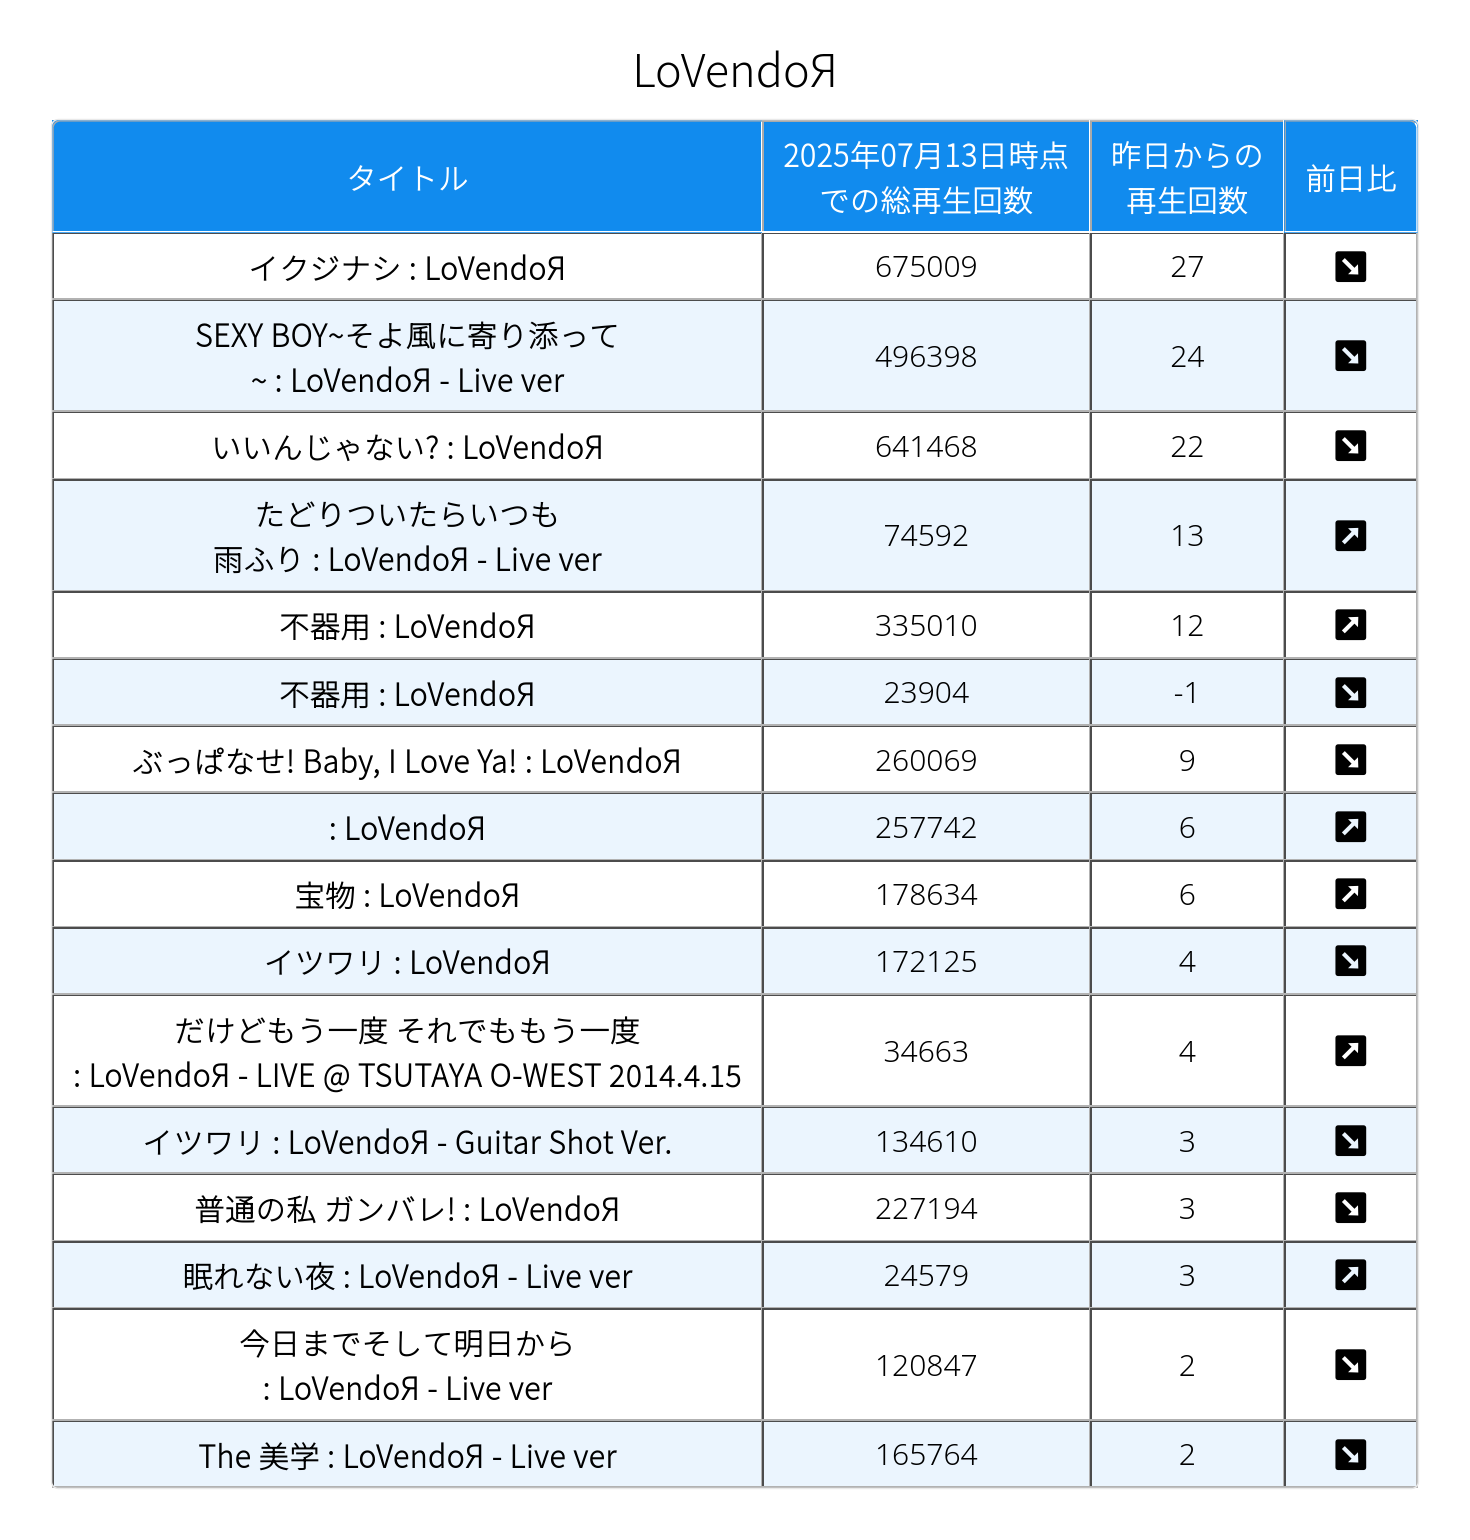 LoVendoЯ
タイトル
2025年07月13日時点
での総再生回数
昨日からの
再生回数
前日比
イクジナシ : LoVendoЯ
675009
27
SEXY BOY~そよ風に寄り添って
~ : LoVendoЯ - Live ver
496398
24
いいんじゃない? : LoVendoЯ
641468
22
たどりついたらいつも
雨ふり : LoVendoЯ - Live ver
74592
13
不器用 : LoVendoЯ
335010
12
不器用 : LoVendoЯ
23904
-1
ぶっぱなせ! Baby, I Love Ya! : LoVendoЯ
260069
9
: LoVendoЯ
257742
6
宝物 : LoVendoЯ
178634
6
イツワリ : LoVendoЯ
172125
4
だけどもう一度 それでももう一度
: LoVendoЯ - LIVE @ TSUTAYA O-WEST 2014.4.15
34663
4
イツワリ : LoVendoЯ - Guitar Shot Ver.
134610
3
普通の私 ガンバレ! : LoVendoЯ
227194
3
眠れない夜 : LoVendoЯ - Live ver
24579
3
今日までそして明日から
: LoVendoЯ - Live ver
120847
2
The 美学 : LoVendoЯ - Live ver
165764
2